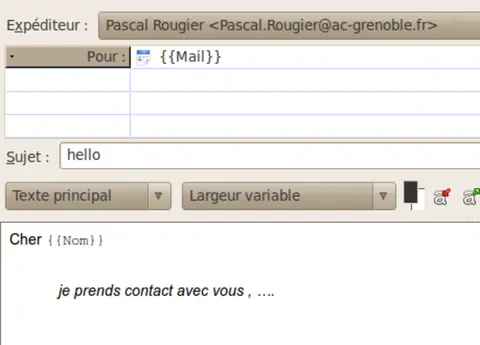 Expéditeur : Pascal Rougier <Pascal.Rougier@ac-grenoble.fr>
Pour : {{Mail}}
Sujet : hello
Texte principal Largeur variable a a
Cher {{Nom}}
je prends contact avec vous , ....